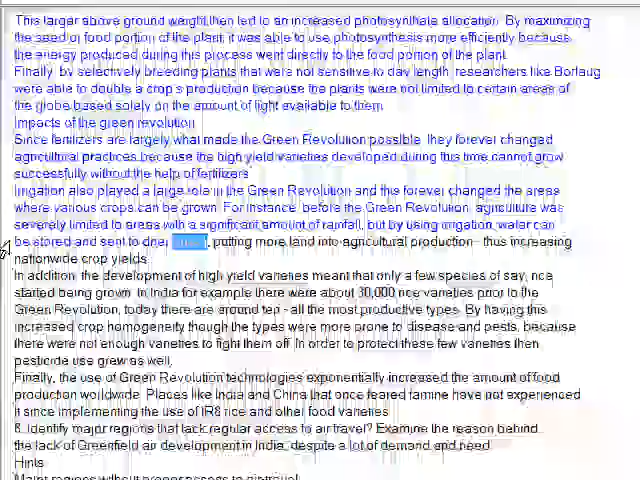 This larger above ground weight then led to an increased photosynthate allocation. By maximizing
the seed or food portion of the plant, it was able to use photosynthesis more efficiently because
the energy produced during this process went directly to the food portion of the plant.
Finally, by selectively breeding plants that were not sensitive to day length, researchers like Borlaug
were able to double a crop's production because the plants were not limited to certain areas of
the globe based solely on the amount of light available to them.
Impacts of the green revolution
Since fertilizers are largely what made the Green Revolution possible, they forever changed
agricultural practices because the high yield varieties developed during this time cannot grow
successfully without the help of fertilizers.
Irrigation also played a large role in the Green Revolution and this forever changed the areas
where various crops can be grown. For instance, before the Green Revolution, agriculture was
severely limited to areas with a significant amount of rainfall, but by using irrigation, water can
be stored and sent to drier putting more land into agricultural production - thus increasing
nationwide crop yields.
In addition, the development of high yield varieties meant that only a few species of say, rice
started being grown. In India for example there were about 30,000 rice varieties prior to the
Green Revolution, today there are around ten - all the most productive types. By having this
increased crop homogeneity though the types were more prone to disease and pests, because
there were not enough varieties to fight them off. In order to protect these few varieties then
pesticide use grew as well.
Finally, the use of Green Revolution technologies exponentially increased the amount of food
production worldwide. Places like India and China that once feared famine have not experienced
it since implementing the use of IR8 rice and other food varieties
8. Identify major regions that lack regular access to air travel? Examine the reason behind
the lack of Greenfield air development in India, despite a lot of demand and need.
Hints
Major regions without proper access to air travel